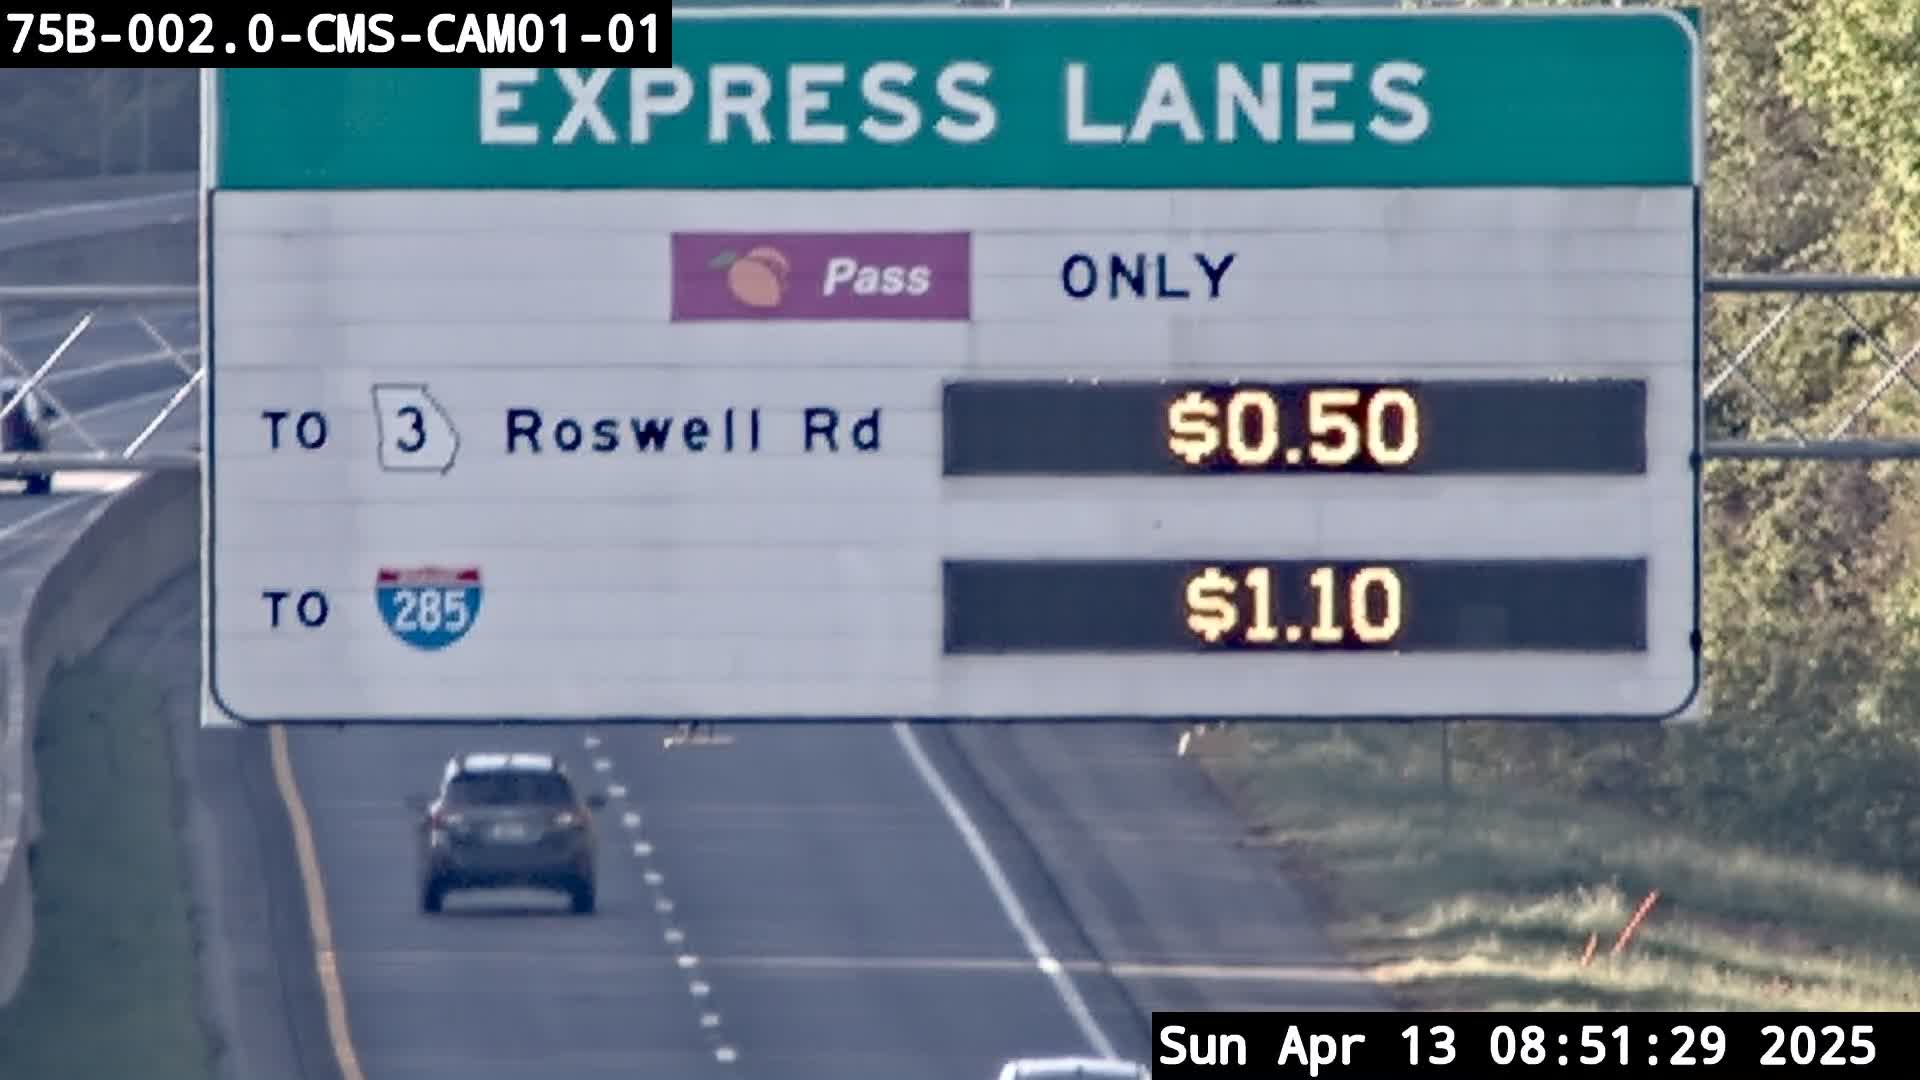 75B-002.0-CMS-CAM01-01
EXPRESS LANES
Pass ONLY
TO 3 Roswell Rd $0.50
TO 285 $1.10
Sun Apr 13 08:51:29 2025